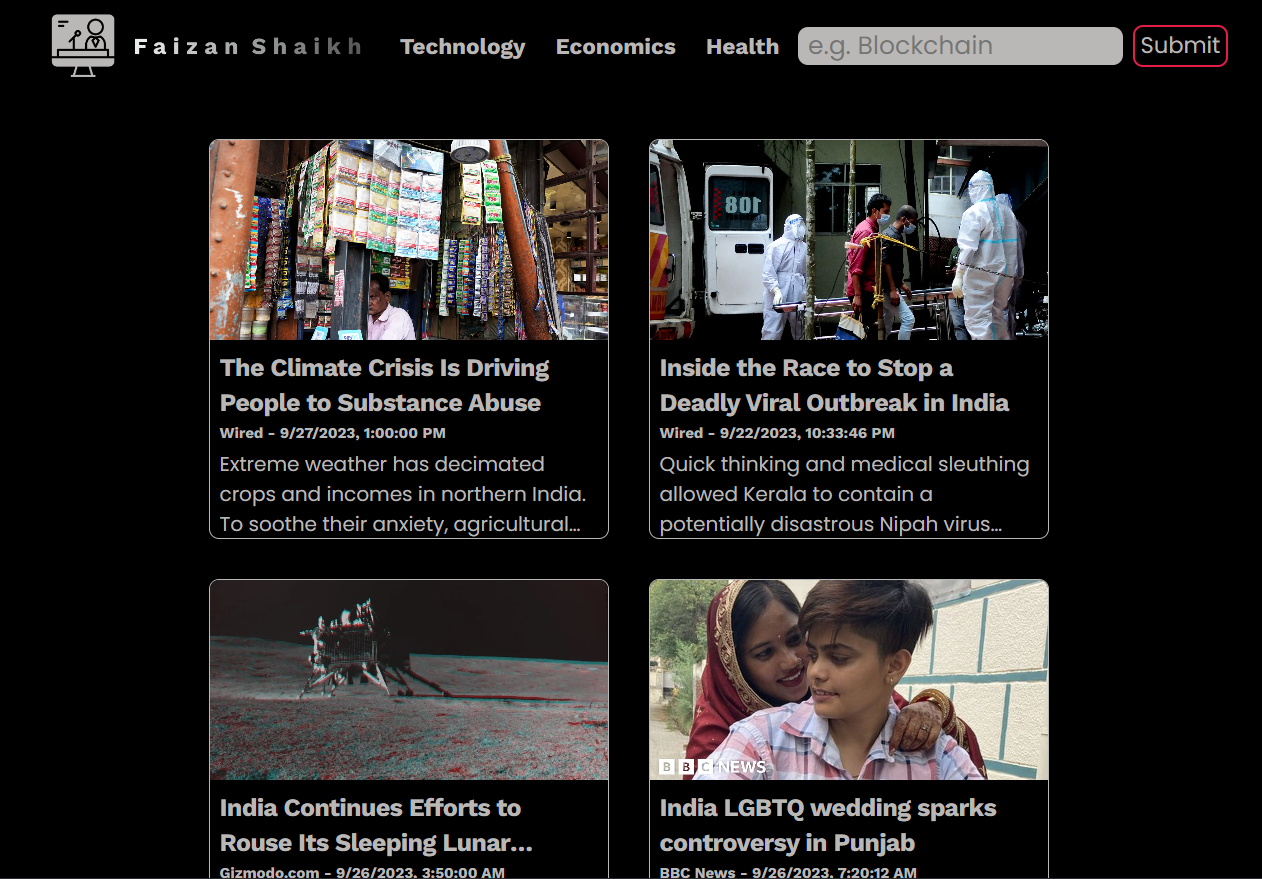 Faizan Shaikh Technology Economics Health e.g. Blockchain Submit
108
The Climate Crisis Is Driving
People to Substance Abuse
Wired - 9/27/2023, 1:00:00 PM
Extreme weather has decimated
crops and incomes in northern India.
To soothe their anxiety, agricultural...
Inside the Race to Stop a
Deadly Viral Outbreak in India
Wired - 9/22/2023, 10:33:46 PM
Quick thinking and medical sleuthing
allowed Kerala to contain a
potentially disastrous Nipah virus...
BBC NEWS
India Continues Efforts to
Rouse Its Sleeping Lunar...
Gizmodo.com - 9/26/2023, 3:50:00 AM
India LGBTQ wedding sparks
controversy in Punjab
BBC News - 9/26/2023, 7:20:12 AM